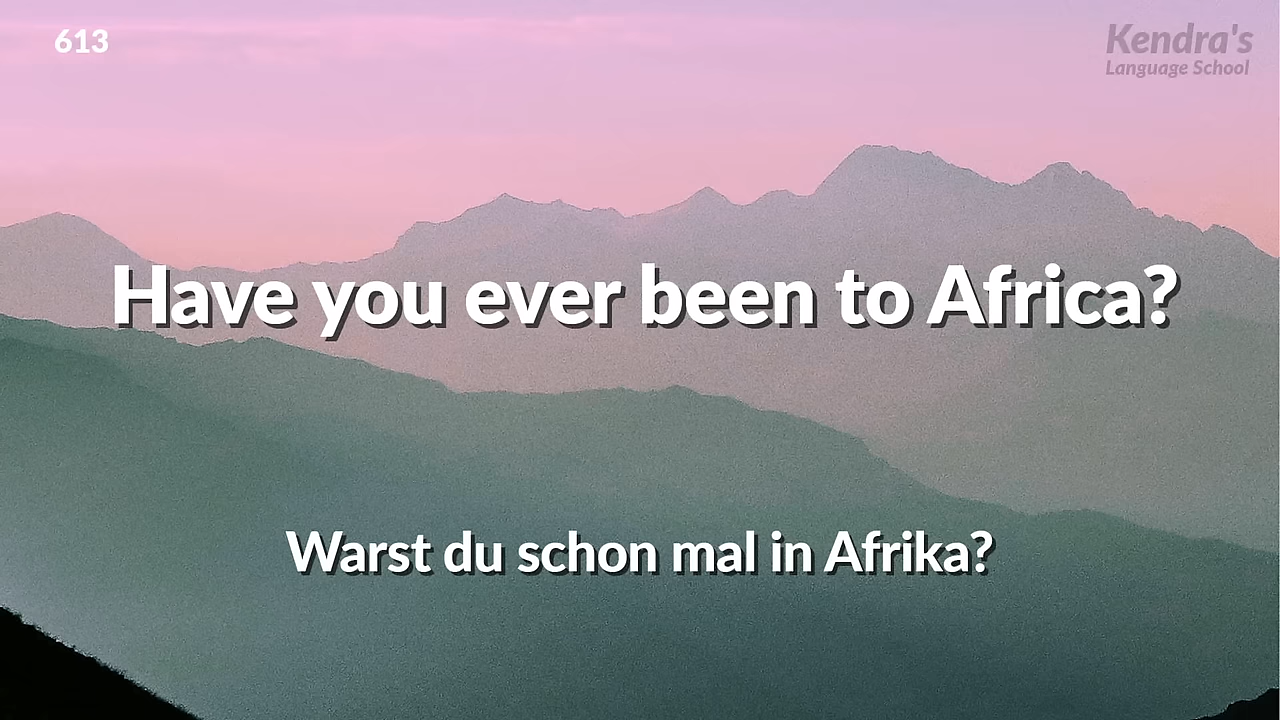 613
Kendra's
Language School
Have you ever been to Africa?
Warst du schon mal in Afrika?